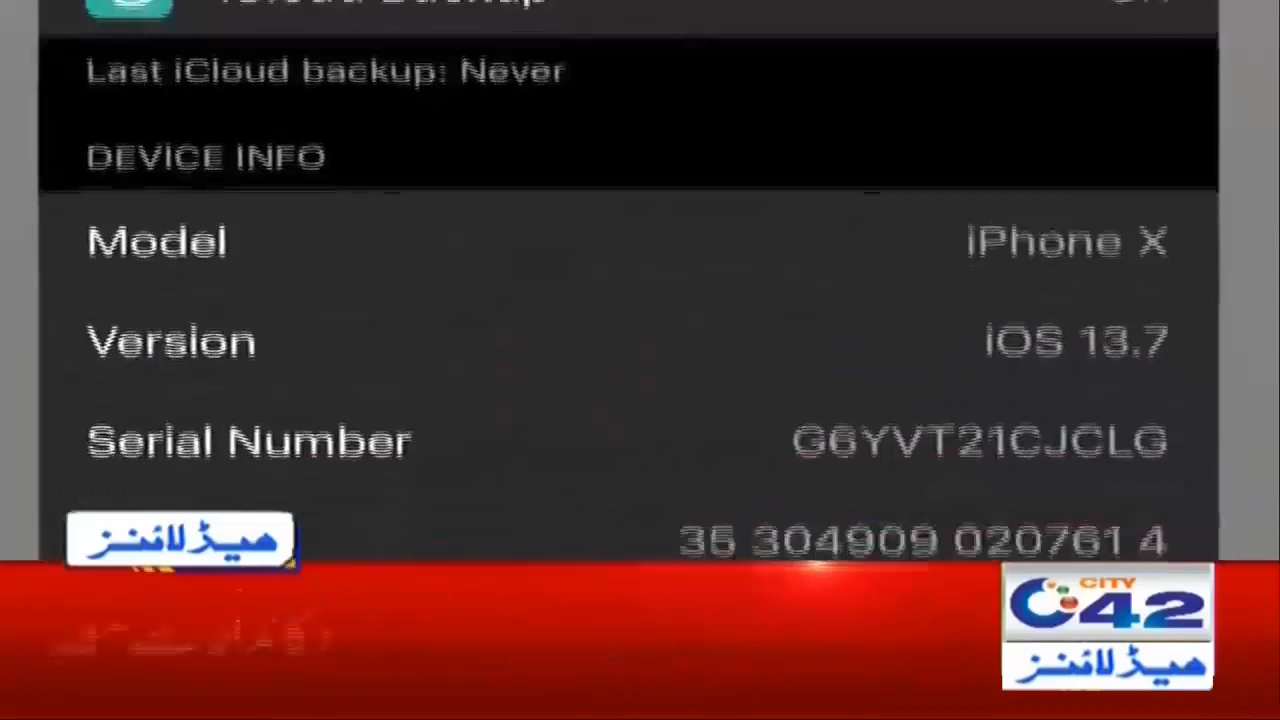 Last iCloud backup: Never
DEVICE INFO
Model iPhone X
Version iOS 13.7
Serial Number G6YVT21CJCLG
35 304909 020761 4
ہیڈلائنز
CITY
42
ہیڈلائنز